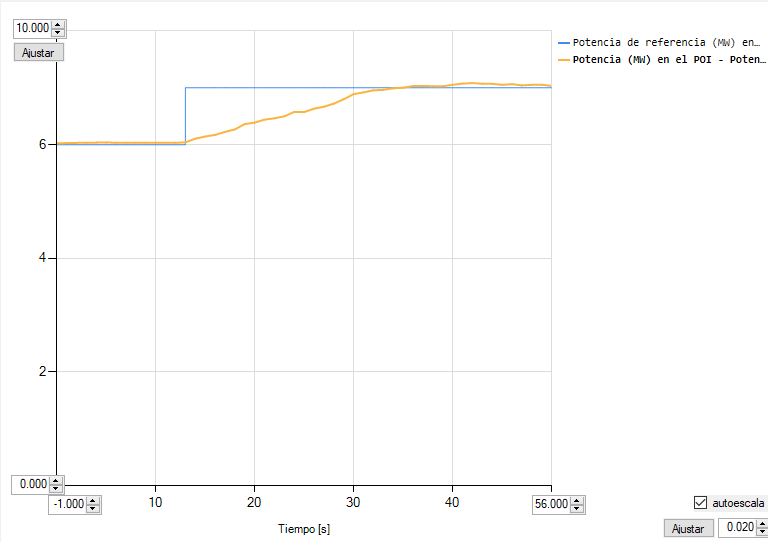 10.000
Ajustar
Potencia de referencia (MW) en…
Potencia (MW) en el POI - Poten…
6
4
2
0.000
-1.000
10
20
30
40
56.000
Tiempo [s]
autoescala
Ajustar
0.020